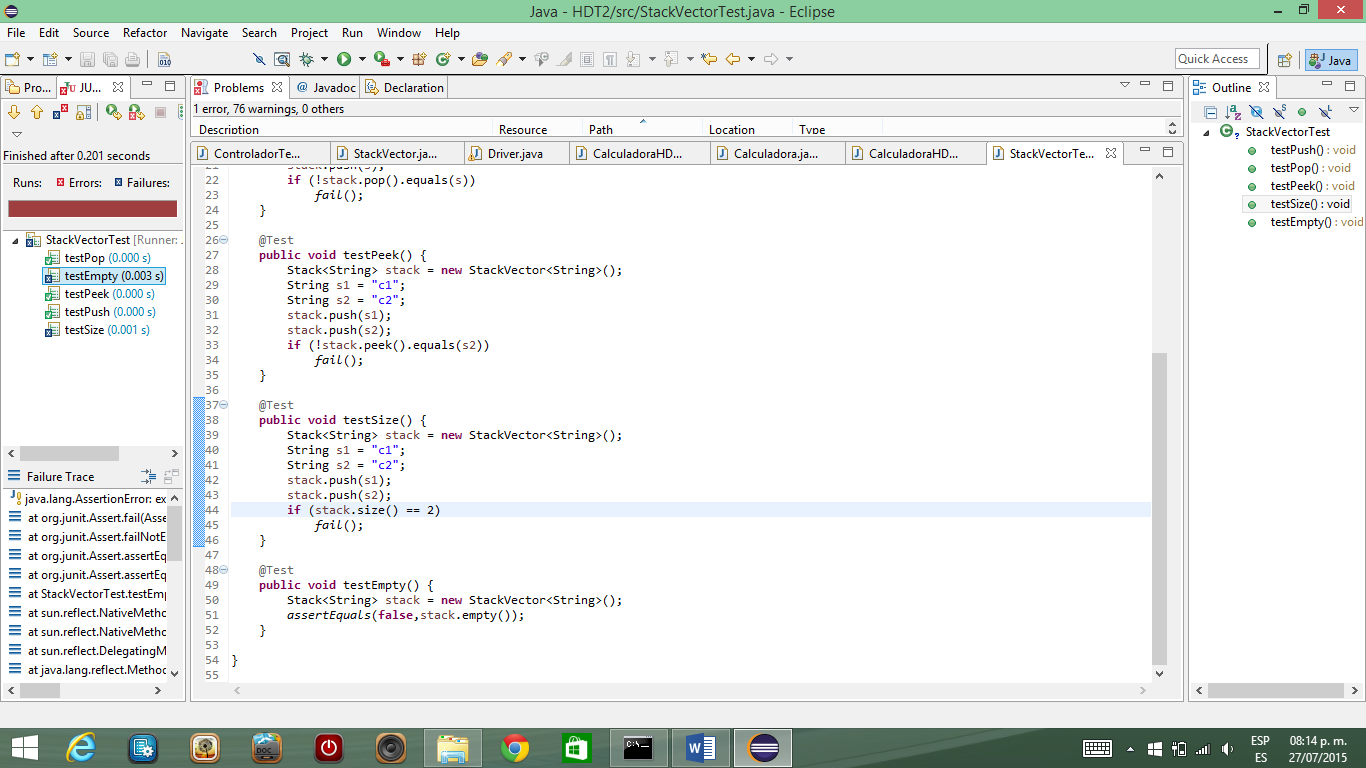 Java - HDT2/src/StackVectorTest.java - Eclipse
File Edit Source Refactor Navigate Search Project Run Window Help
Quick Access
Java
Pro...
JU...
Finished after 0.201 seconds
Runs: Errors: Failures:
StackVectorTest [Runner:
testPop (0.000 s)
testEmpty (0.003 s)
testPeek (0.000 s)
testPush (0.000 s)
testSize (0.001 s)
Failure Trace
java.lang.AssertionError: ex
at org.junit.Assert.fail(Asse
at org.junit.Assert.failNotE
at org.junit.Assert.assertEq
at org.junit.Assert.assertEq
at StackVectorTest.testEmp
at sun.reflect.NativeMethc
at sun.reflect.NativeMethc
at sun.reflect.DelegatingM
at java.lang.reflect.Method
Problems Javadoc Declaration
1 error, 76 warnings, 0 others
Description Resource Path Location Type
ControladorTe... StackVector.ja... Driver.java CalculadoraHD... Calculadora.ja... CalculadoraHD... StackVectorTe...
21 stack.push(s);
22 if (!stack.pop().equals(s))
23 fail();
24 }
25
26 @Test
27 public void testPeek() {
28 Stack<String> stack = new StackVector<String>();
29 String s1 = "c1";
30 String s2 = "c2";
31 stack.push(s1);
32 stack.push(s2);
33 if (!stack.peek().equals(s2))
34 fail();
35 }
36
37 @Test
38 public void testSize() {
39 Stack<String> stack = new StackVector<String>();
40 String s1 = "c1";
41 String s2 = "c2";
42 stack.push(s1);
43 stack.push(s2);
44 if (stack.size() == 2)
45 fail();
46 }
47
48 @Test
49 public void testEmpty() {
50 Stack<String> stack = new StackVector<String>();
51 assertEquals(false,stack.empty());
52 }
53
54 }
55
Outline
StackVectorTest
testPush() : void
testPop() : void
testPeek() : void
testSize() : void
testEmpty() : void
ESP
ES
08:14 p. m.
27/07/2015